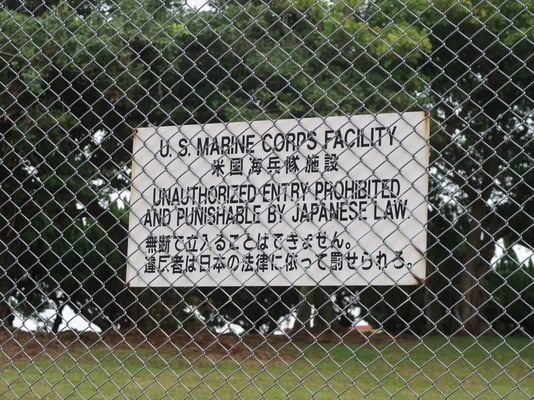 U. S. MARINE CORPS FACILITY
米国海兵隊施設
UNAUTHORIZED ENTRY PROHIBITED
AND PUNISHABLE BY JAPANESE LAW.
無断で立入ることはできません。
違反者は日本の法律に依って罰せられろ。